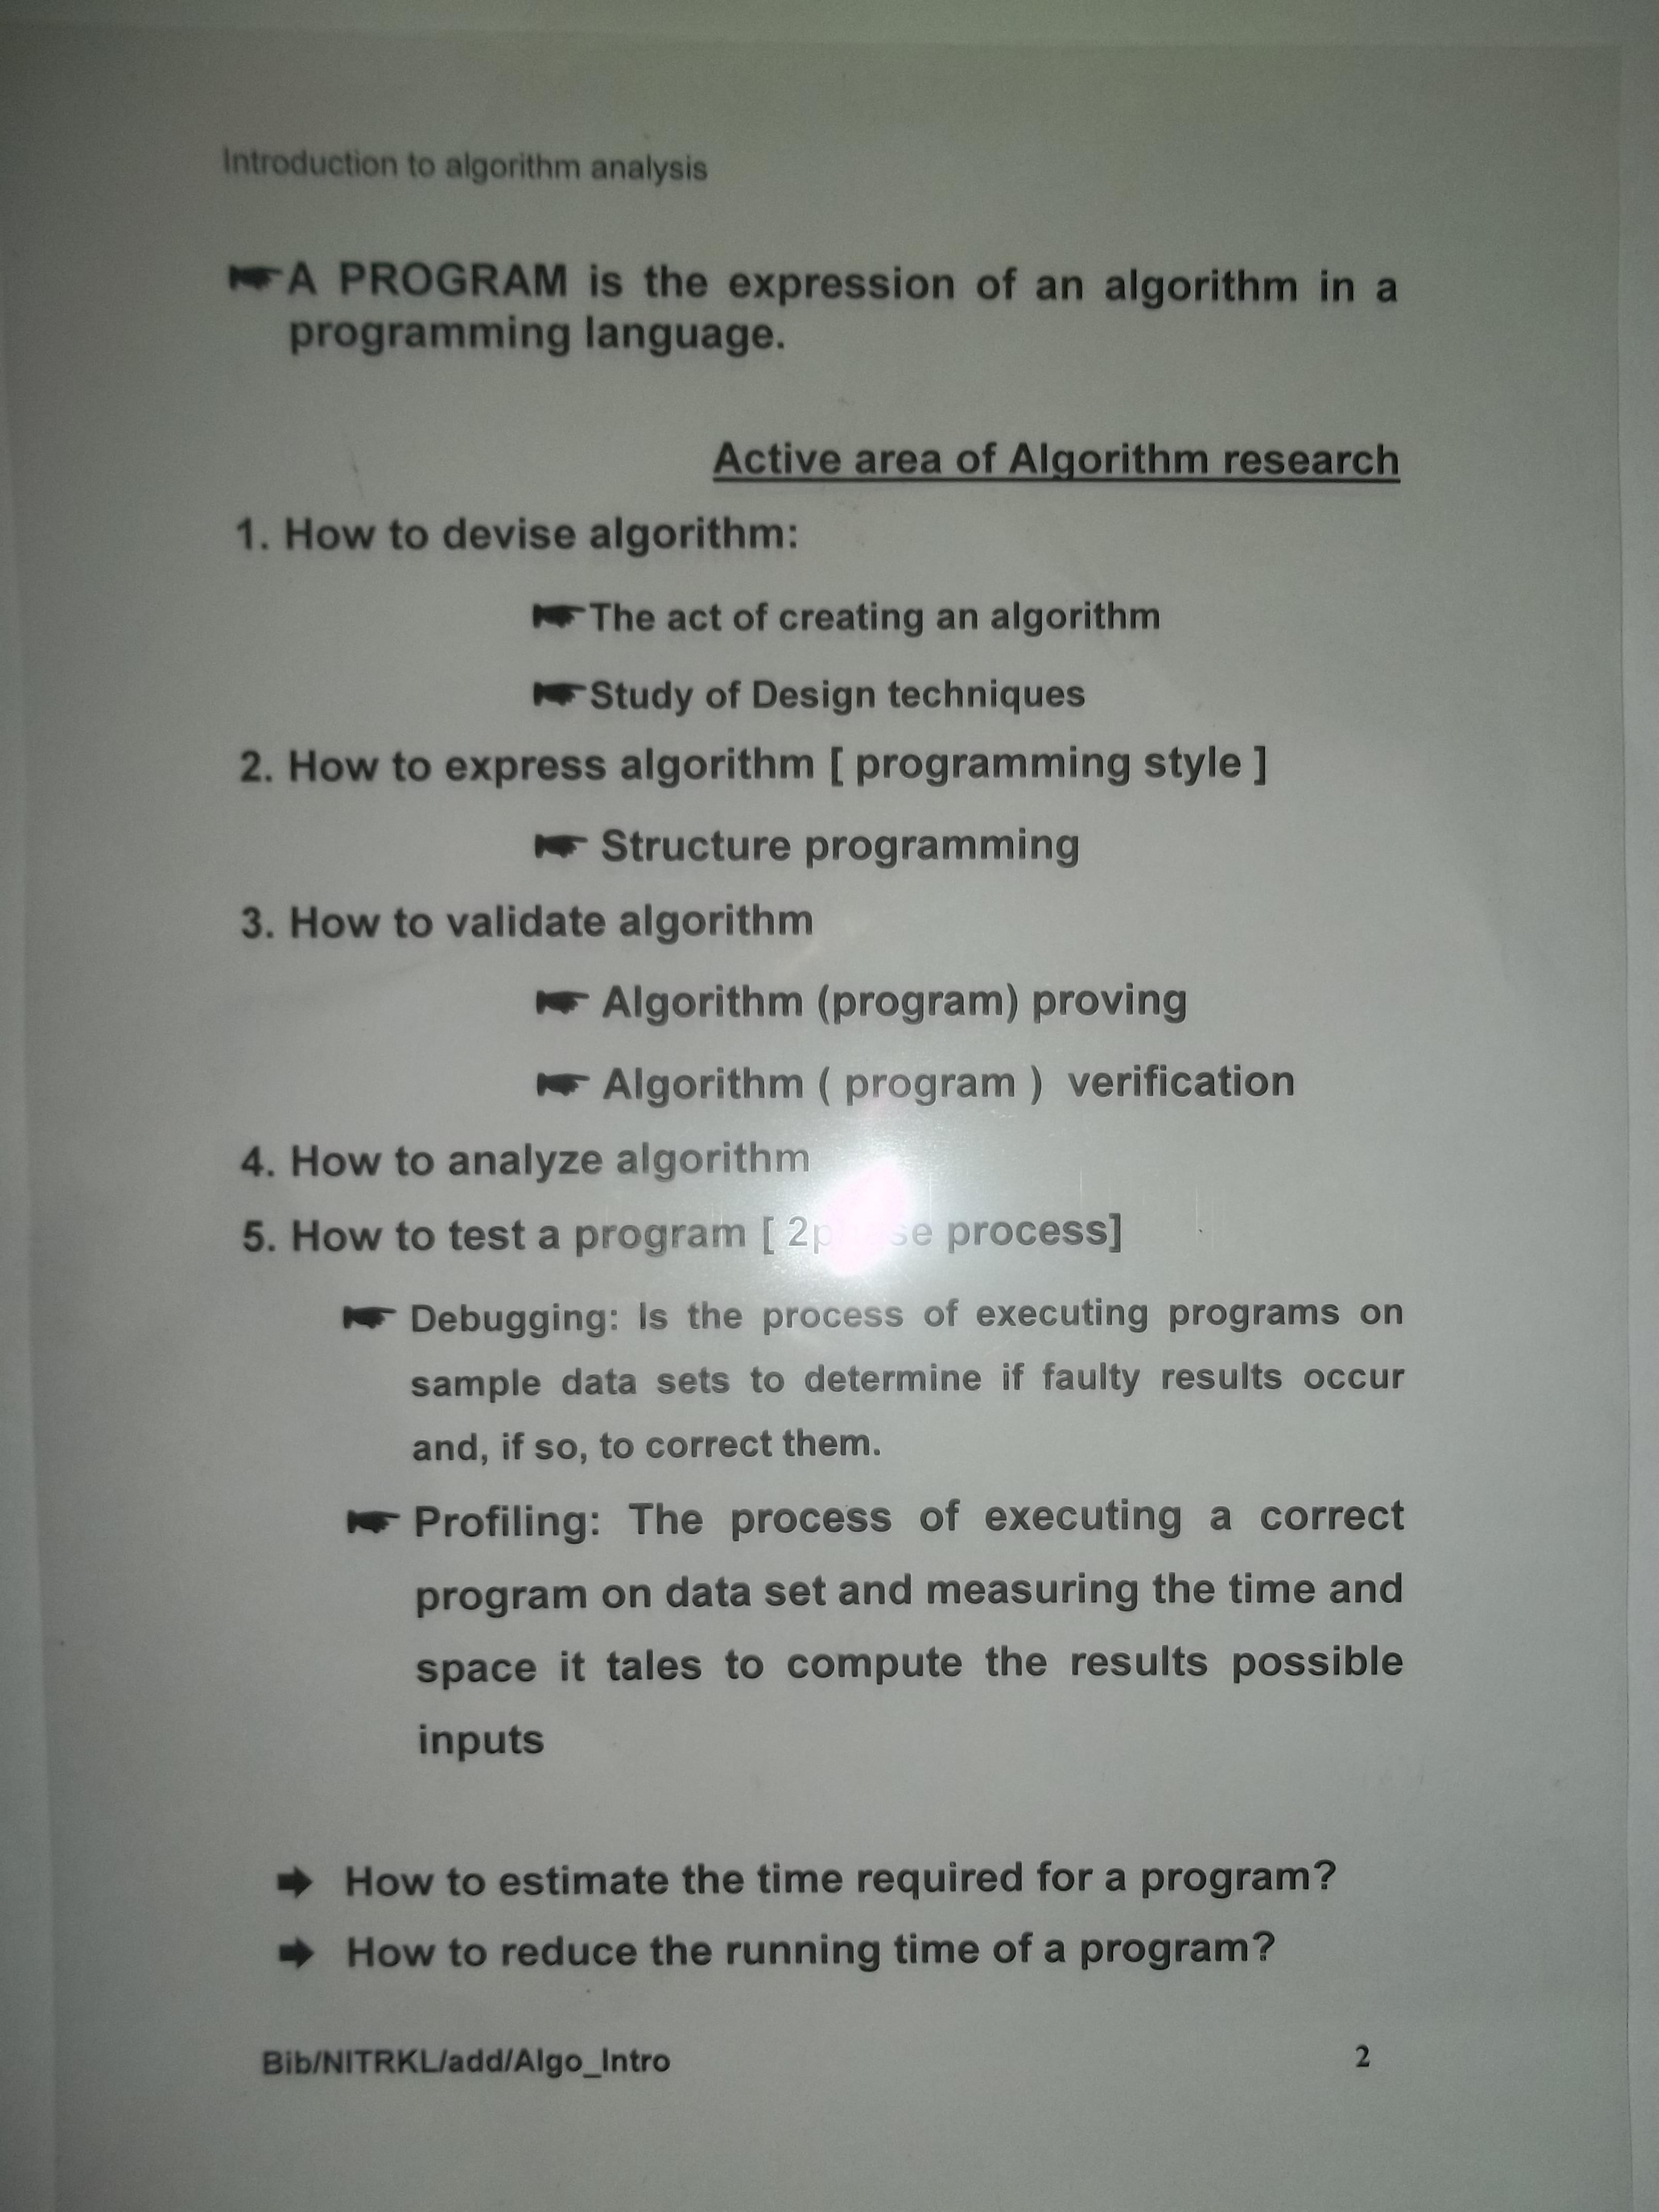 Introduction to algorithm analysis
A PROGRAM is the expression of an algorithm in a
programming language.
Active area of Algorithm research
1. How to devise algorithm:
The act of creating an algorithm
Study of Design techniques
2. How to express algorithm [ programming style ]
Structure programming
3. How to validate algorithm
Algorithm (program) proving
Algorithm ( program ) verification
4. How to analyze algorithm
5. How to test a program [ process]
Debugging: Is the process of executing programs on
sample data sets to determine if faulty results occur
and, if so, to correct them.
Profiling: The process of executing a correct
program on data set and measuring the time and
space it tales to compute the results possible
inputs
➡ How to estimate the time required for a program?
➡ How to reduce the running time of a program?
Bib/NITRKL/add/Algo_Intro 2